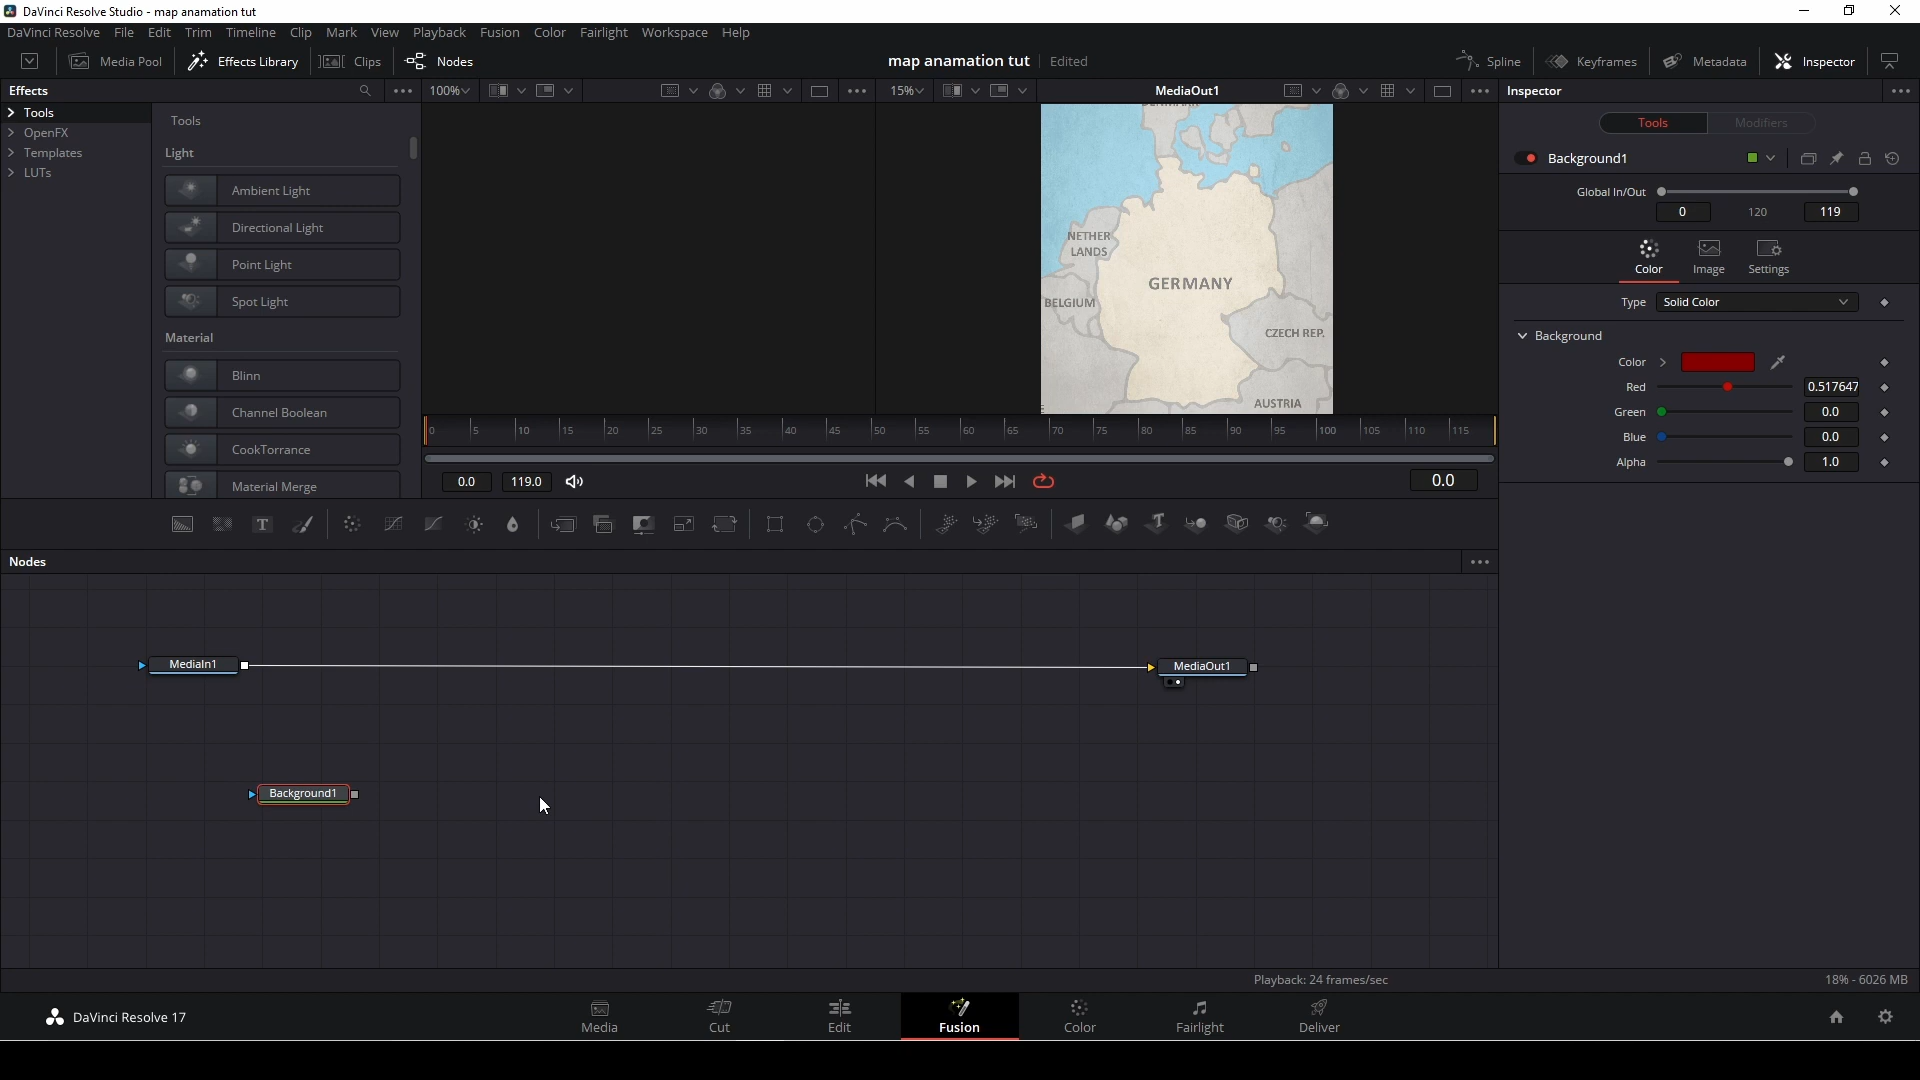 DaVinci Resolve Studio - map anamation tut
DaVinci Resolve File Edit Trim Timeline Clip Mark View Playback Fusion Color Fairlight Workspace Help
Media Pool Effects Library Clips Nodes map anamation tut Edited Spline Keyframes Metadata Inspector
Effects 100% 15% MediaOut1 Inspector
Tools
OpenFX
Templates
LUTs
Tools
Light
Ambient Light
Directional Light
Point Light
Spot Light
Material
Blinn
Channel Boolean
CookTorrance
Material Merge
NETHER
LANDS
GERMANY
BELGIUM
CZECH REP.
AUSTRIA
0 5 10 15 20 25 30 35 40 45 50 55 60 65 70 75 80 85 90 95 100 105 110 115
0.0 119.0 0.0
Tools Modifiers
Background1
Global In/Out
0 120 119
Color Image Settings
Type Solid Color
Background
Color
Red 0.517647
Green 0.0
Blue 0.0
Alpha 1.0
Nodes
MediaIn1 MediaOut1
Background1
Playback: 24 frames/sec 18% - 6026 MB
DaVinci Resolve 17 Media Cut Edit Fusion Color Fairlight Deliver